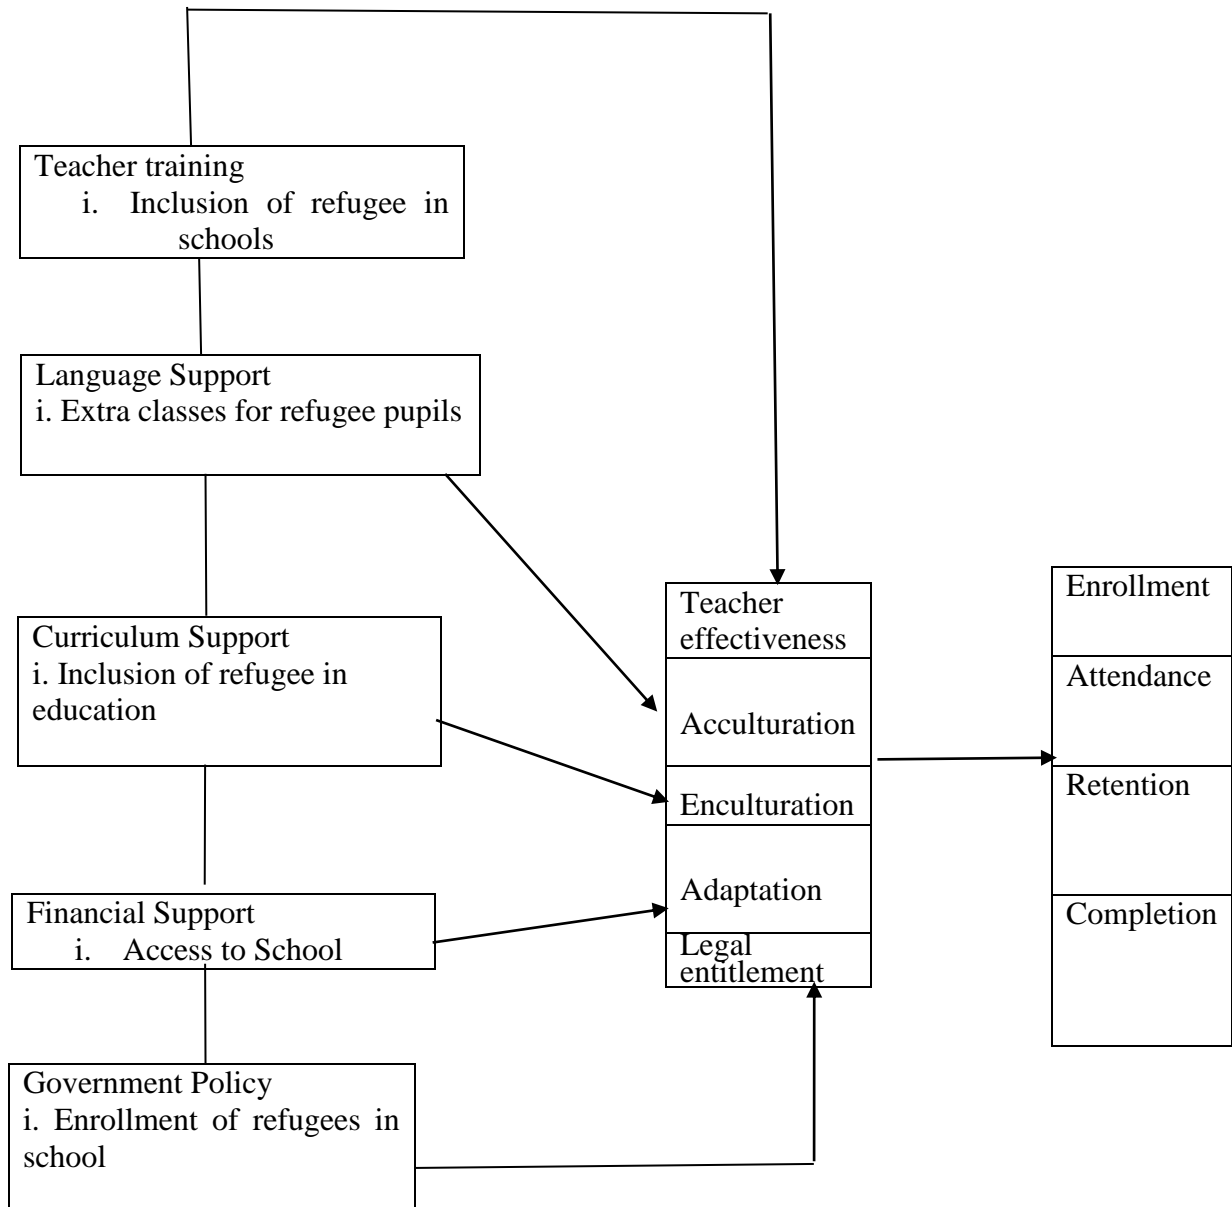 Teacher training
i. Inclusion of refugee in
schools
Language Support
i. Extra classes for refugee pupils
Curriculum Support
i. Inclusion of refugee in
education
Financial Support
i. Access to School
Government Policy
i. Enrollment of refugees in
school
Teacher
effectiveness
Acculturation
Enculturation
Adaptation
Legal
entitlement
Enrollment
Attendance
Retention
Completion